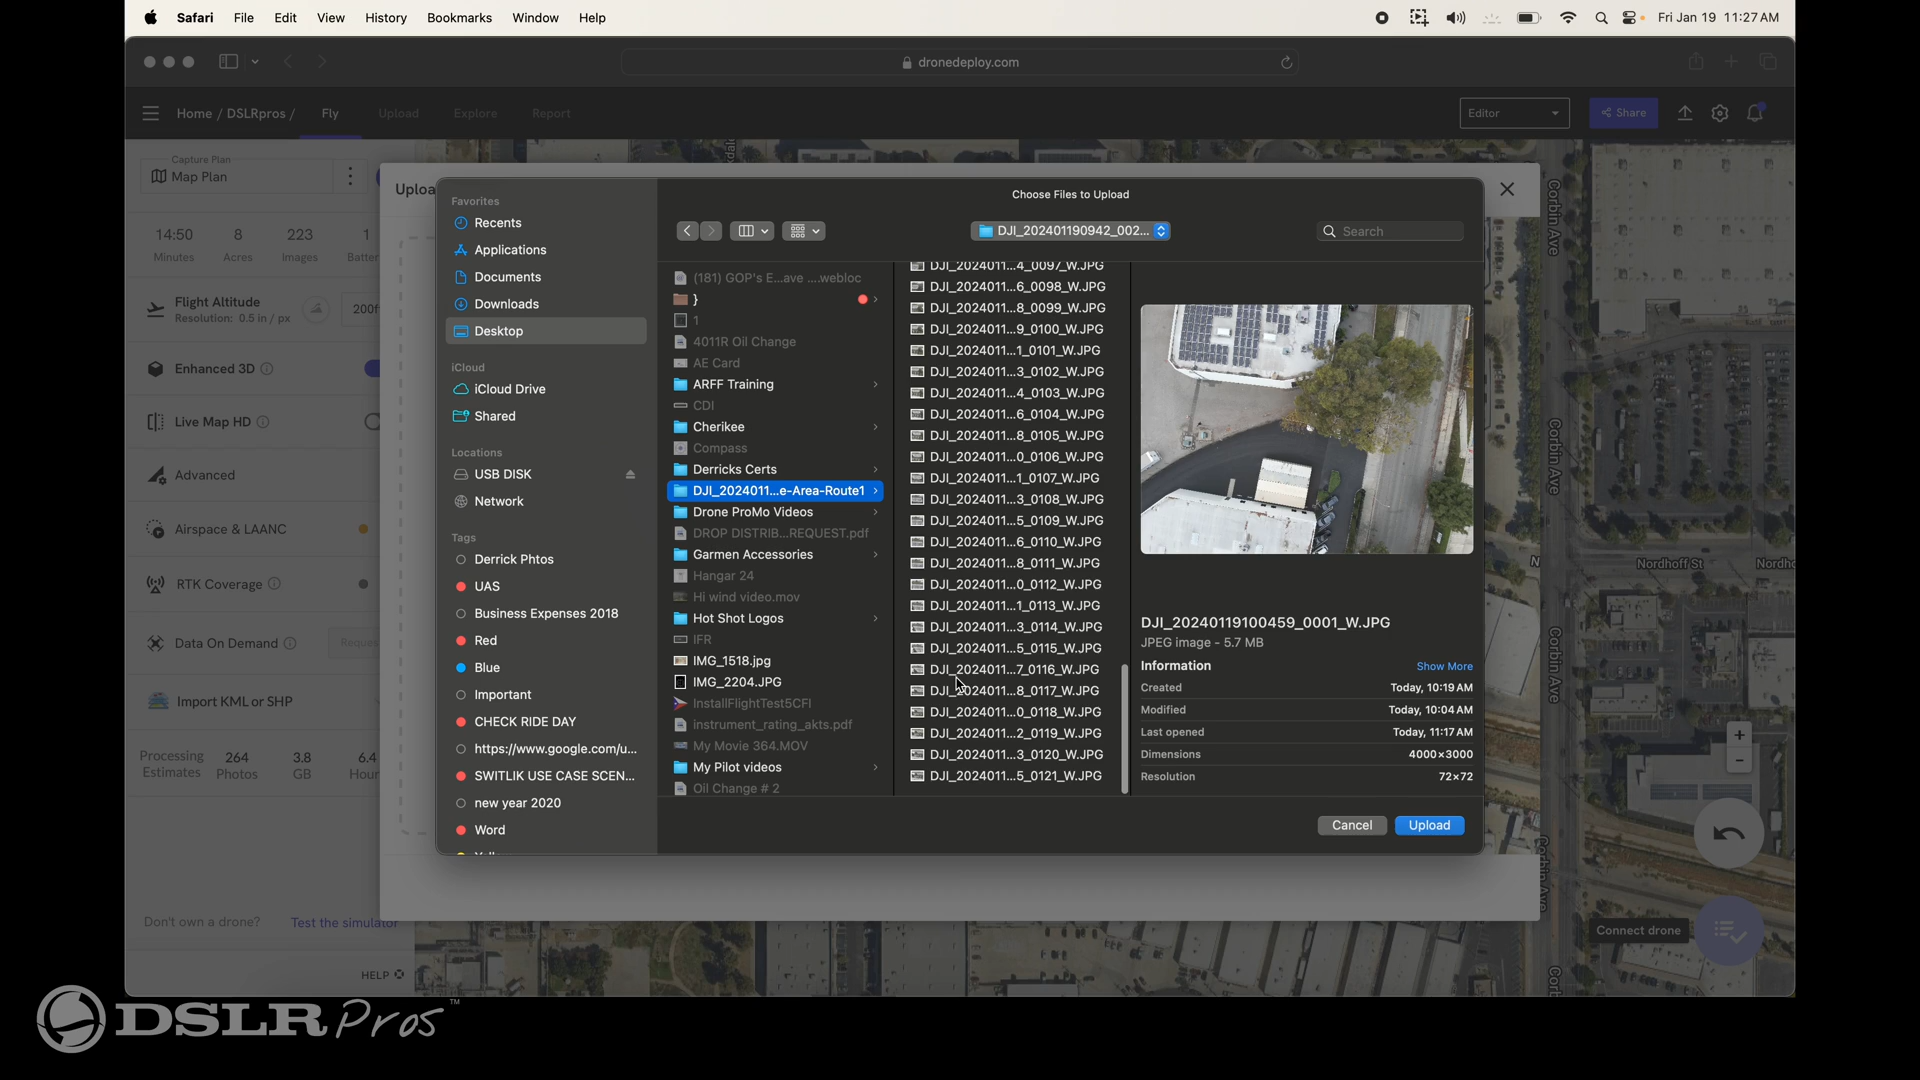 Safari File Edit View History Bookmarks Window Help Fri Jan 19 11:27 AM
dronedeploy.com
Home / DSLRpros / Fly Upload Explore Report Editor Share
Capture Plan
Map Plan
14:50 8 223 1
Minutes Acres Images
Flight Altitude
Resolution: 0.5 in / px
Enhanced 3D
Live Map HD
Advanced
Airspace & LAANC
RTK Coverage
Data On Demand
Import KML or SHP
Processing Estimates
264 Photos
3.8 GB
6.4
Don't own a drone? Test the simulator
HELP
Favorites
Recents
Applications
Documents
Downloads
Desktop
iCloud
iCloud Drive
Shared
Locations
USB DISK
Network
Tags
Derrick Phtos
UAS
Business Expenses 2018
Red
Blue
Important
CHECK RIDE DAY
https://www.google.com/u...
SWITLIK USE CASE SCEN...
new year 2020
Word
Choose Files to Upload
DJI_202401190942_002...
Search
(181) GOP's E...ave ....webloc
}
1
4011R Oil Change
AE Card
ARFF Training
CDI
Cherikee
Compass
Derricks Certs
DJI_2024011...e-Area-Route1
Drone ProMo Videos
DROP DISTRIB...REQUEST.pdf
Garmen Accessories
Hangar 24
Hi wind video.mov
Hot Shot Logos
IFR
IMG_1518.jpg
IMG_2204.JPG
InstallFlightTest5CFI
instrument_rating_akts.pdf
My Movie 364.MOV
My Pilot videos
Oil Change # 2
DJI_2024011...4_0097_W.JPG
DJI_2024011...6_0098_W.JPG
DJI_2024011...8_0099_W.JPG
DJI_2024011...9_0100_W.JPG
DJI_2024011...1_0101_W.JPG
DJI_2024011...3_0102_W.JPG
DJI_2024011...4_0103_W.JPG
DJI_2024011...6_0104_W.JPG
DJI_2024011...8_0105_W.JPG
DJI_2024011...0_0106_W.JPG
DJI_2024011...1_0107_W.JPG
DJI_2024011...3_0108_W.JPG
DJI_2024011...5_0109_W.JPG
DJI_2024011...6_0110_W.JPG
DJI_2024011...8_0111_W.JPG
DJI_2024011...0_0112_W.JPG
DJI_2024011...1_0113_W.JPG
DJI_2024011...3_0114_W.JPG
DJI_2024011...5_0115_W.JPG
DJI_2024011...7_0116_W.JPG
DJI_2024011...8_0117_W.JPG
DJI_2024011...0_0118_W.JPG
DJI_2024011...2_0119_W.JPG
DJI_2024011...3_0120_W.JPG
DJI_2024011...5_0121_W.JPG
DJI_20240119100459_0001_W.JPG
JPEG image - 5.7 MB
Information Show More
Created Today, 10:19 AM
Modified Today, 10:04 AM
Last opened Today, 11:17 AM
Dimensions 4000×3000
Resolution 72×72
Cancel Upload
Corbin Ave
Corbin Ave
Corbin Ave
Nordhoff St
Connect drone
DSLRPros™